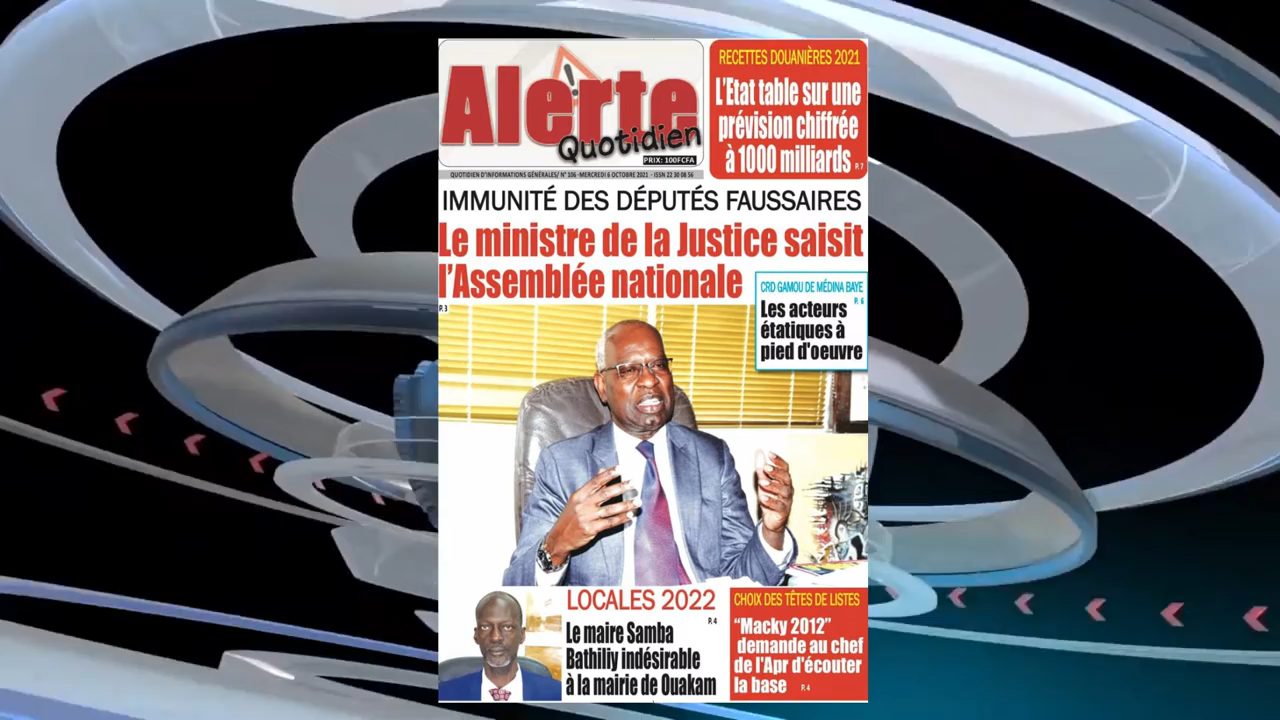 Alerte
Quotidien
PRIX: 100FCFA
QUOTIDIEN D'INFORMATIONS GÉNÉRALES/ N° 106 -MERCREDI 6 OCTOBRE 2021 - ISSN 22 30 08 56
RECETTES DOUANIÈRES 2021
L'Etat table sur une
prévision chiffrée
à 1000 milliards P. 7
IMMUNITÉ DES DÉPUTÉS FAUSSAIRES
Le ministre de la Justice saisit
l'Assemblée nationale
P. 3
CRD GAMOU DE MÉDINA BAYE
P. 6
Les acteurs
étatiques à
pied d'oeuvre
LOCALES 2022
P. 4
Le maire Samba
Bathiliy indésirable
à la mairie de Ouakam
CHOIX DES TÊTES DE LISTES
“Macky 2012”
demande au chef
de l'Apr d'écouter
la base P. 4